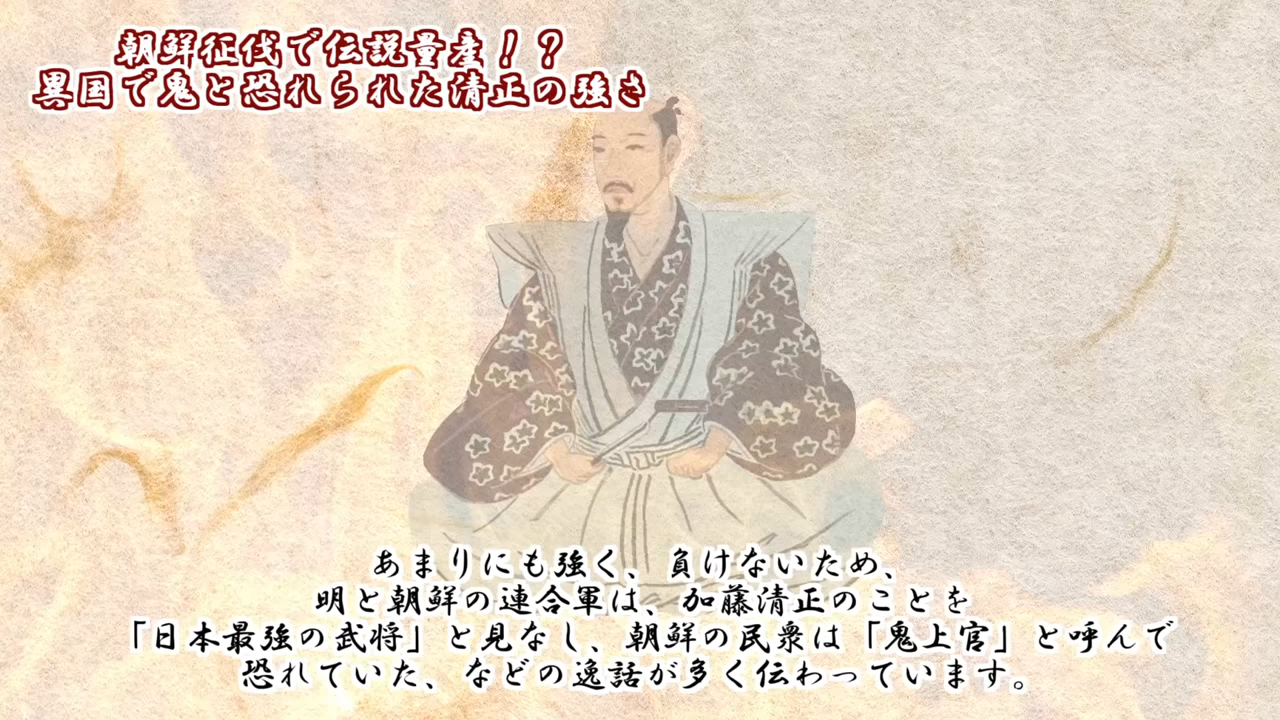 朝鮮征伐で伝説量産！？
異国で鬼と恐れられた清正の強さ
あまりにも強く、負けないため、
明と朝鮮の連合軍は、加藤清正のことを
「日本最強の武将」と見なし、朝鮮の民衆は「鬼上官」と呼んで
恐れていた、などの逸話が多く伝わっています。